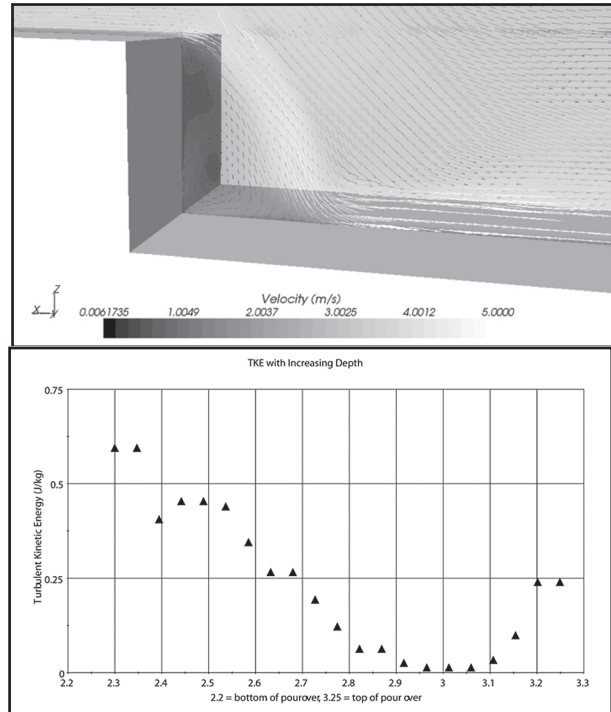 Z
X Y
Velocity (m/s)
0.0061735 1.0049 2.0037 3.0025 4.0012 5.0000
TKE with Increasing Depth
Turbulent Kinetic Energy (J/kg)
0.75
0.5
0.25
0
2.2 2.3 2.4 2.5 2.6 2.7 2.8 2.9 3 3.1 3.2 3.3
2.2 = bottom of pourover, 3.25 = top of pour over